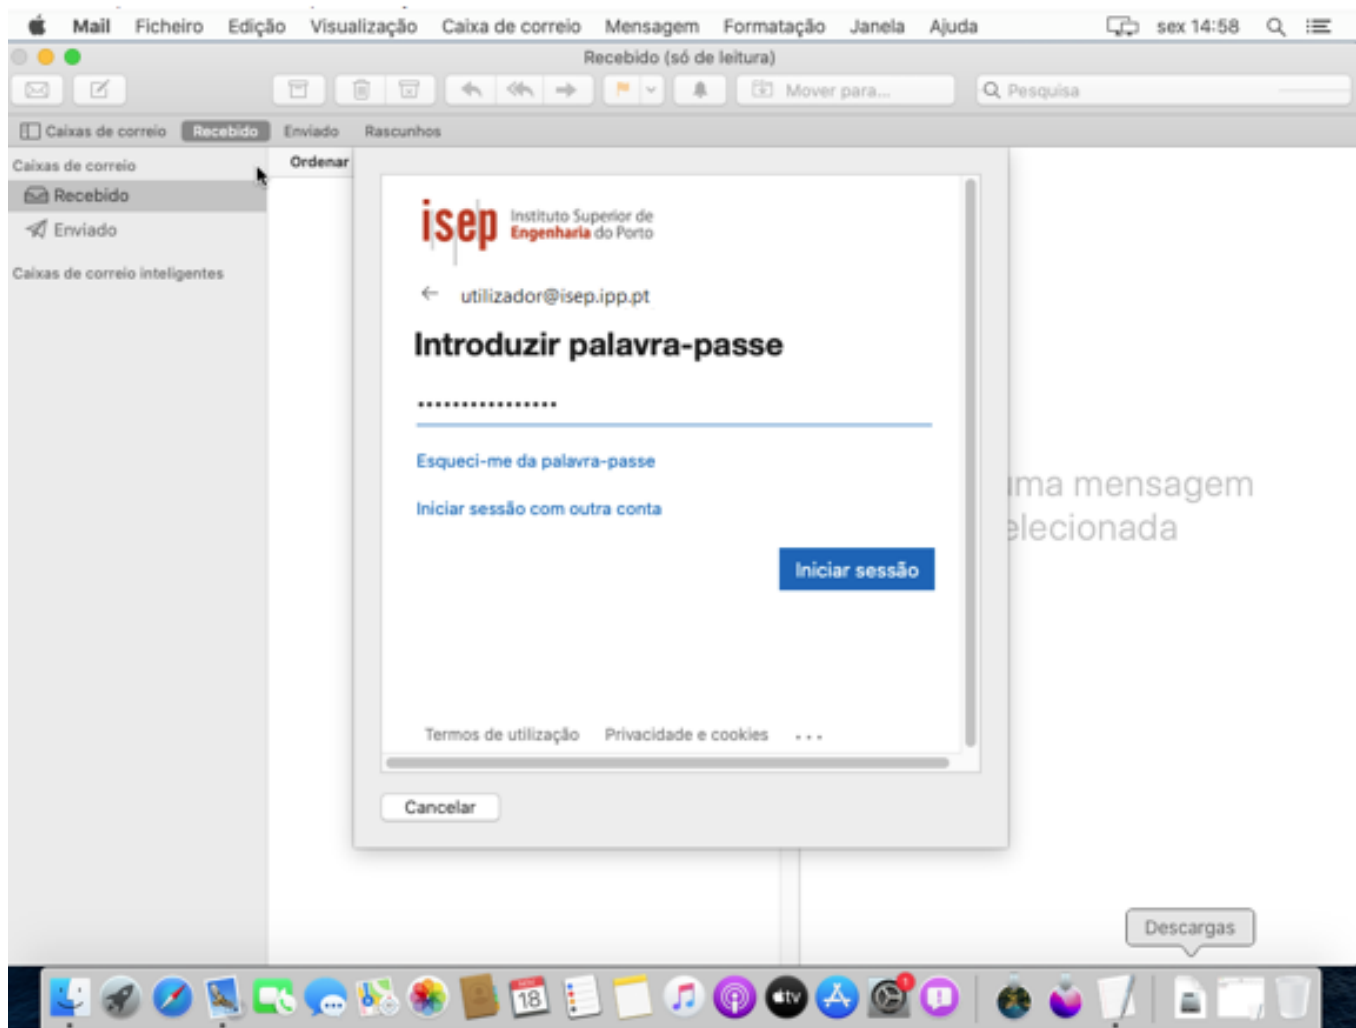 Mail Ficheiro Edição Visualização Caixa de correio Mensagem Formatação Janela Ajuda sex 14:58
Recebido (só de leitura)
Mover para... Pesquisa
Caixas de correio Recebido Enviado Rascunhos
Caixas de correio
Ordenar
Recebido
Enviado
Caixas de correio inteligentes
isep Instituto Superior de
Engenharia do Porto
utilizador@isep.ipp.pt
Introduzir palavra-passe
Esqueci-me da palavra-passe
Iniciar sessão com outra conta
Iniciar sessão
Termos de utilização Privacidade e cookies ...
Cancelar
uma mensagem
elecionada
Descargas
18
tv
1